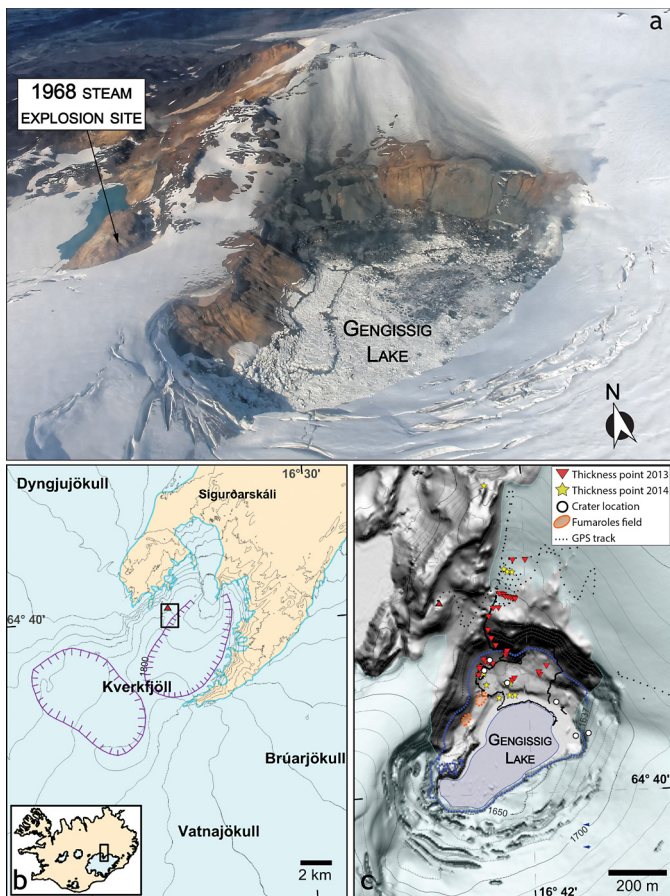 a
1968 STEAM
EXPLOSION SITE
GENGISSIG
LAKE
N
16° 30'
Dyngjujökull
Sigurðarskáli
64° 40'
1800
Kverkfjöll
Brúarjökull
Vatnajökull
b
2 km
Thickness point 2013
Thickness point 2014
Crater location
Fumaroles field
GPS track
GENGISSIG
LAKE
64° 40'
1650
1700
c
16° 42'
200 m